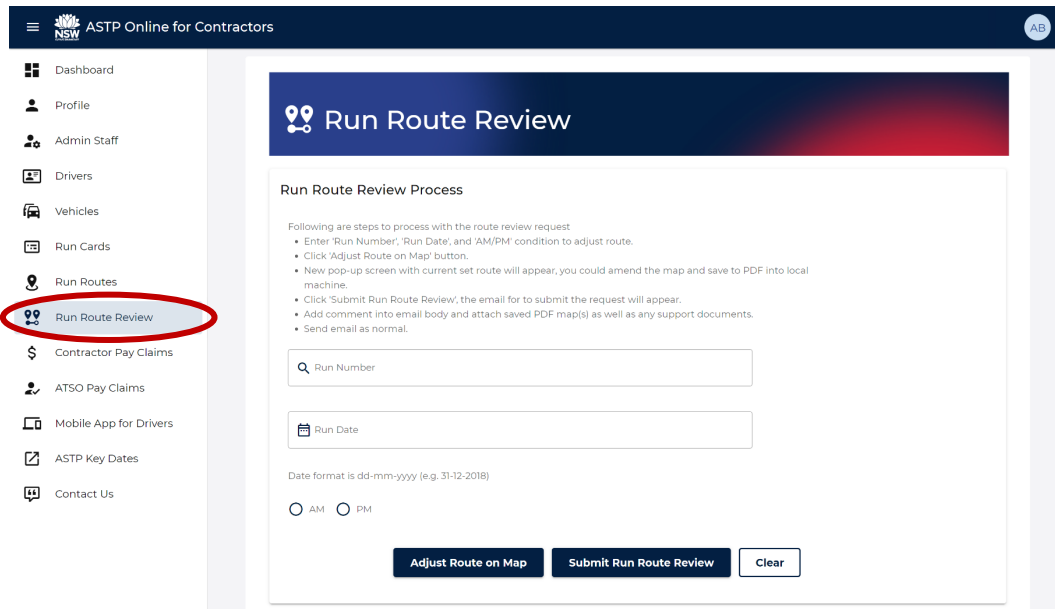 NSW
ASTP Online for Contractors
AB
Dashboard
Profile
Admin Staff
Drivers
Vehicles
Run Cards
Run Routes
Run Route Review
Contractor Pay Claims
ATSO Pay Claims
Mobile App for Drivers
ASTP Key Dates
Contact Us
Run Route Review
Run Route Review Process
Following are steps to process with the route review request
• Enter 'Run Number', 'Run Date', and 'AM/PM' condition to adjust route.
• Click 'Adjust Route on Map' button.
• New pop-up screen with current set route will appear, you could amend the map and save to PDF into local
machine.
• Click 'Submit Run Route Review', the email for to submit the request will appear.
• Add comment into email body and attach saved PDF map(s) as well as any support documents.
• Send email as normal.
Run Number
Run Date
Date format is dd-mm-yyyy (e.g. 31-12-2018)
AM PM
Adjust Route on Map Submit Run Route Review Clear